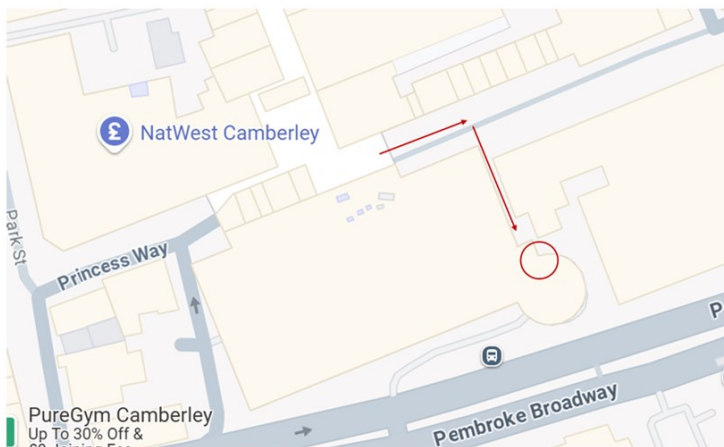 £ NatWest Camberley
Park St
Princess Way
PureGym Camberley
Up To 30% Off &
Pembroke Broadway
P